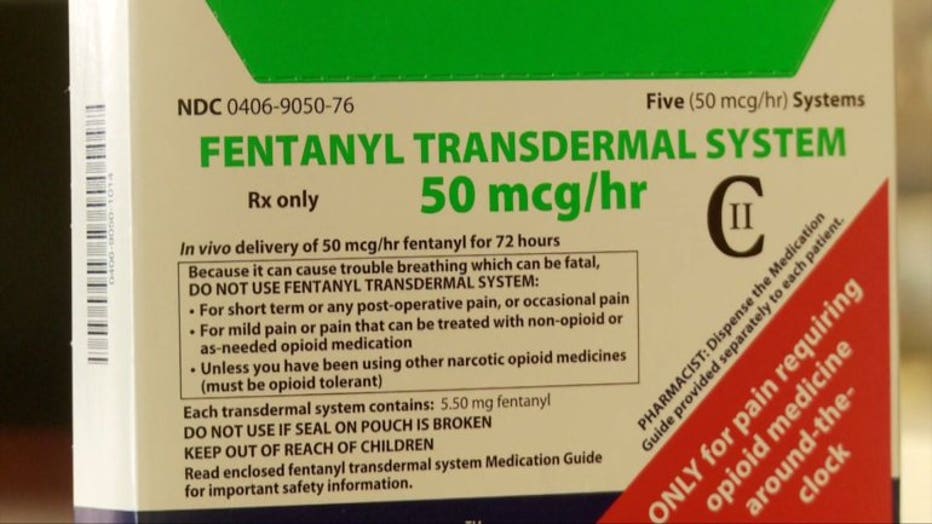 NDC 0406-9050-76
Five (50 mcg/hr) Systems
FENTANYL TRANSDERMAL SYSTEM
Rx only
50 mcg/hr
CII
In vivo delivery of 50 mcg/hr fentanyl for 72 hours
Because it can cause trouble breathing which can be fatal,
DO NOT USE FENTANYL TRANSDERMAL SYSTEM:
• For short term or any post-operative pain, or occasional pain
• For mild pain or pain that can be treated with non-opioid or
as-needed opioid medication
• Unless you have been using other narcotic opioid medicines
(must be opioid tolerant)
Each transdermal system contains: 5.50 mg fentanyl
DO NOT USE IF SEAL ON POUCH IS BROKEN
KEEP OUT OF REACH OF CHILDREN
Read enclosed fentanyl transdermal system Medication Guide
for important safety information.
PHARMACIST: Dispense the Medication
Guide provided separately to each patient.
ONLY for pain requiring
opioid medicine
around-the-
clock
0406-9050-1014
TM